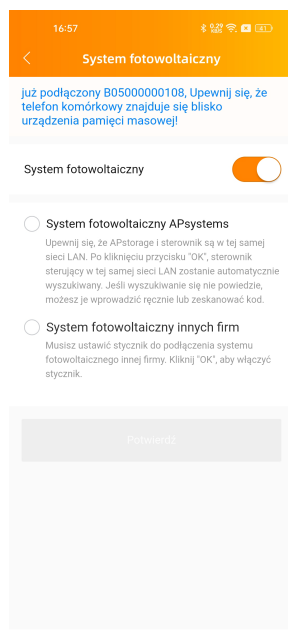 16:57
0.29
61
System fotowoltaiczny
już podłączony B05000000108, Upewnij się, że
telefon komórkowy znajduje się blisko
urządzenia pamięci masowej!
System fotowoltaiczny
System fotowoltaiczny APsystems
Upewnij się, że APstorage i sterownik są w tej samej
sieci LAN. Po kliknięciu przycisku "OK", sterownik
sterujący w tej samej sieci LAN zostanie automatycznie
wyszukiwany. Jeśli wyszukiwanie się nie powiedzie,
możesz je wprowadzić ręcznie lub zeskanować kod.
System fotowoltaiczny innych firm
Musisz ustawić stycznik do podłączenia systemu
fotowoltaicznego innej firmy. Kliknij "OK", aby włączyć
stycznik.
Potwierdź